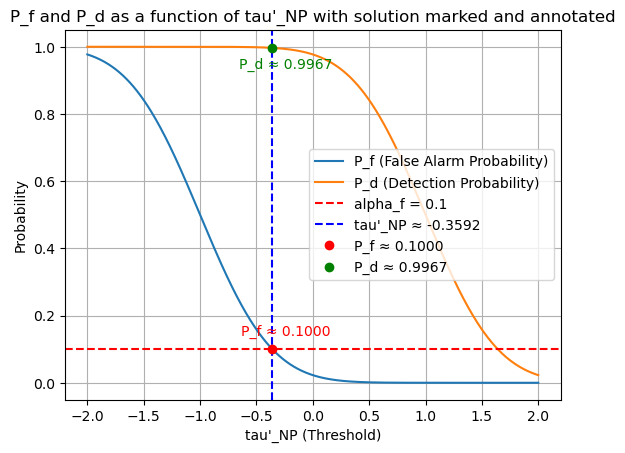 P_f and P_d as a function of tau'_NP with solution marked and annotated
1.0
0.8
0.6
0.4
0.2
0.0
Probability
P_d ≈ 0.9967
P_f (False Alarm Probability)
P_d (Detection Probability)
alpha_f = 0.1
tau'_NP ≈ -0.3592
P_f ≈ 0.1000
P_d ≈ 0.9967
P_f ≈ 0.1000
−2.0 −1.5 −1.0 −0.5 0.0 0.5 1.0 1.5 2.0
tau'_NP (Threshold)